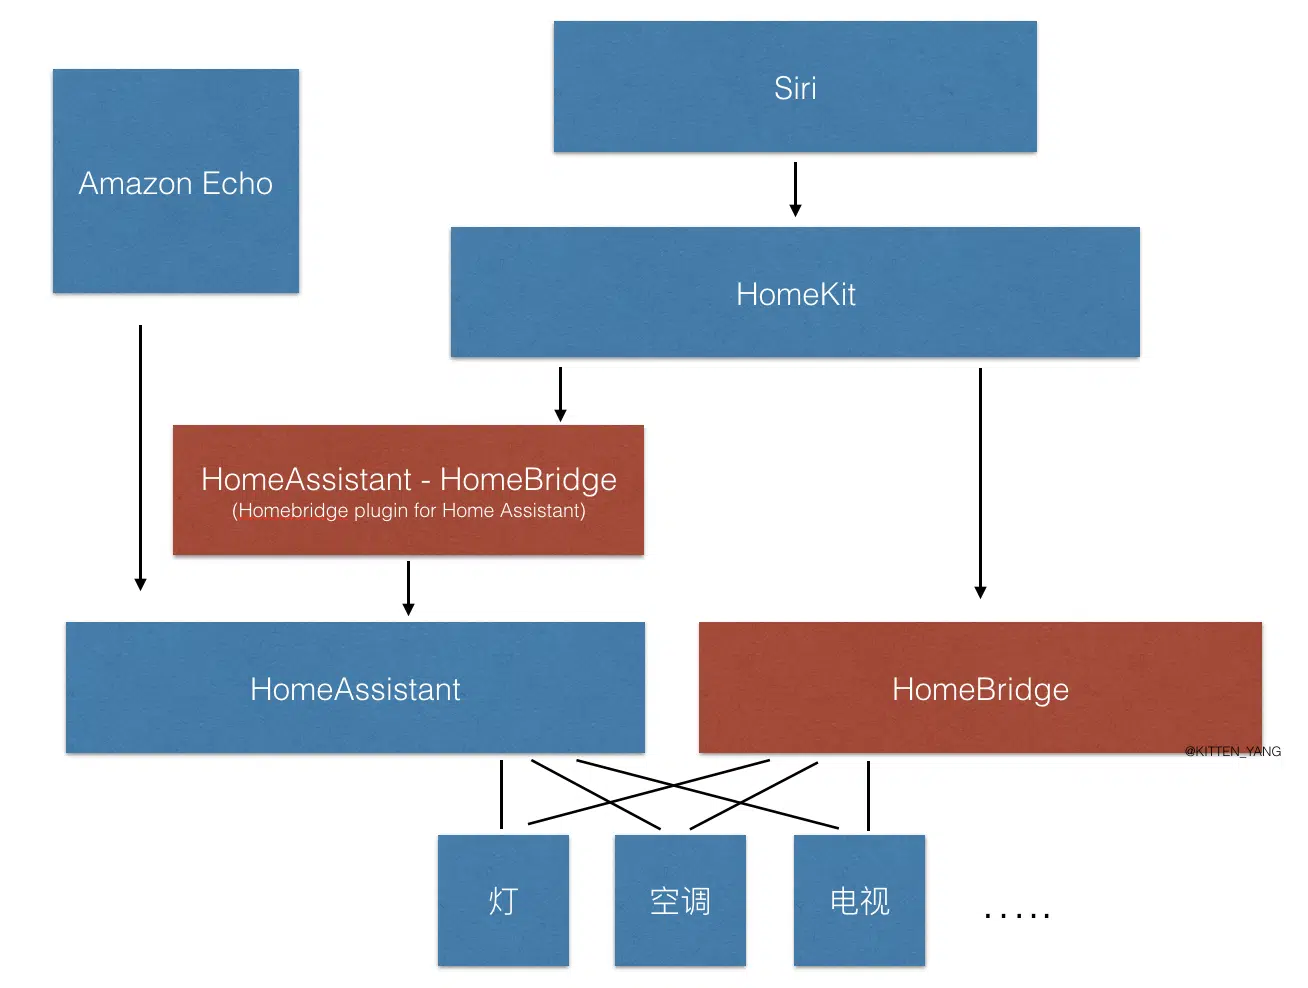 Siri
Amazon Echo
HomeKit
HomeAssistant - HomeBridge
(Homebridge plugin for Home Assistant)
HomeAssistant
HomeBridge
@KITTEN_YANG
灯
空调
电视
.....